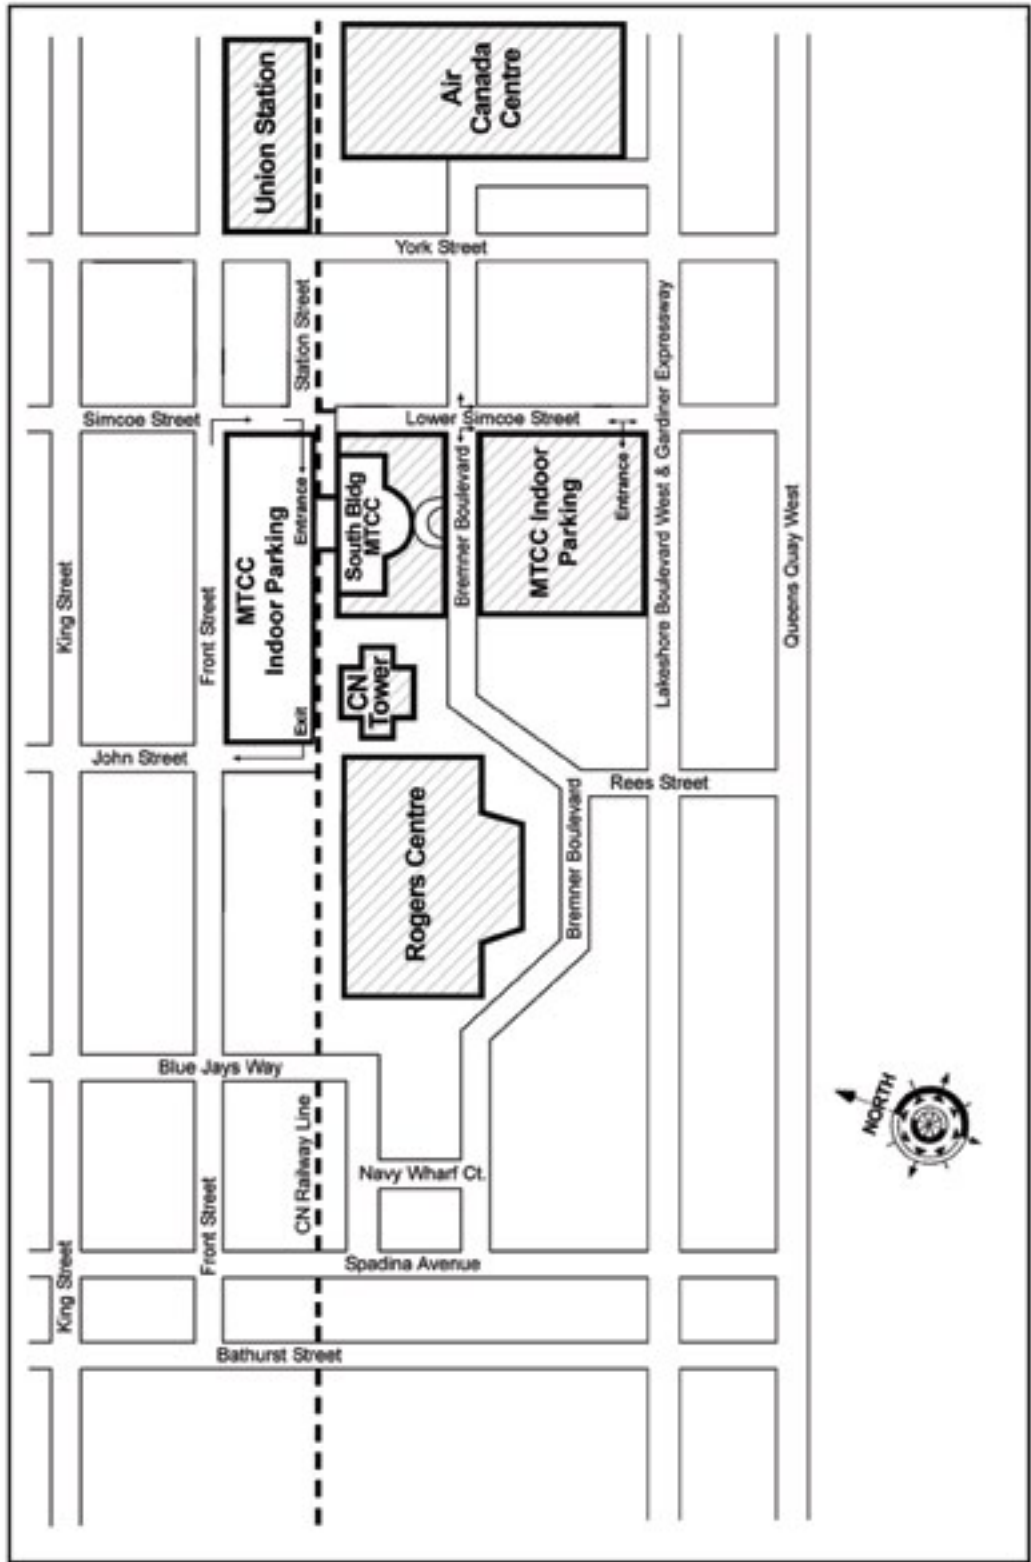 Union Station
Air
Canada
Centre
York Street
Station Street
Simcoe Street
Lower Simcoe Street
Lakeshore Boulevard West & Gardiner Expressway
King Street
Front Street
MTCC
Indoor Parking
Entrance
Exit
South Bldg
MTCC
Bremner Boulevard
MTCC Indoor
Parking
Entrance
Queens Quay West
CN
Tower
John Street
Rees Street
Rogers Centre
Bremner Boulevard
Blue Jays Way
CN Railway Line
Navy Wharf Ct.
NORTH
Front Street
King Street
Spadina Avenue
Bathurst Street